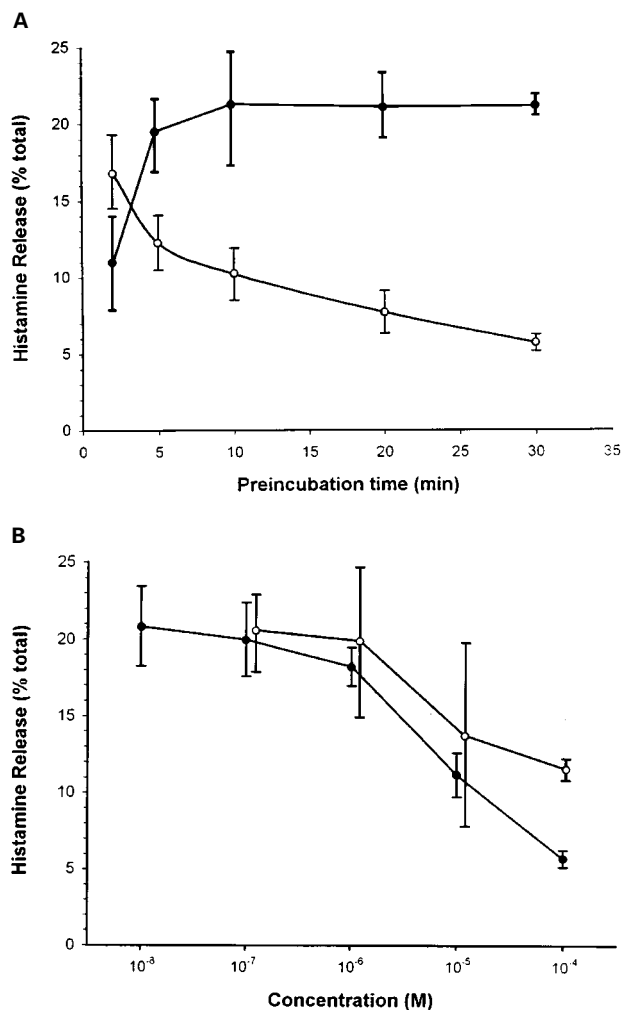 A
25
20
15
10
5
0
Histamine Release (% total)
0 5 10 15 20 25 30 35
Preincubation time (min)
B
25
20
15
10
5
0
Histamine Release (% total)
10⁻⁸ 10⁻⁷ 10⁻⁶ 10⁻⁵ 10⁻⁴
Concentration (M)